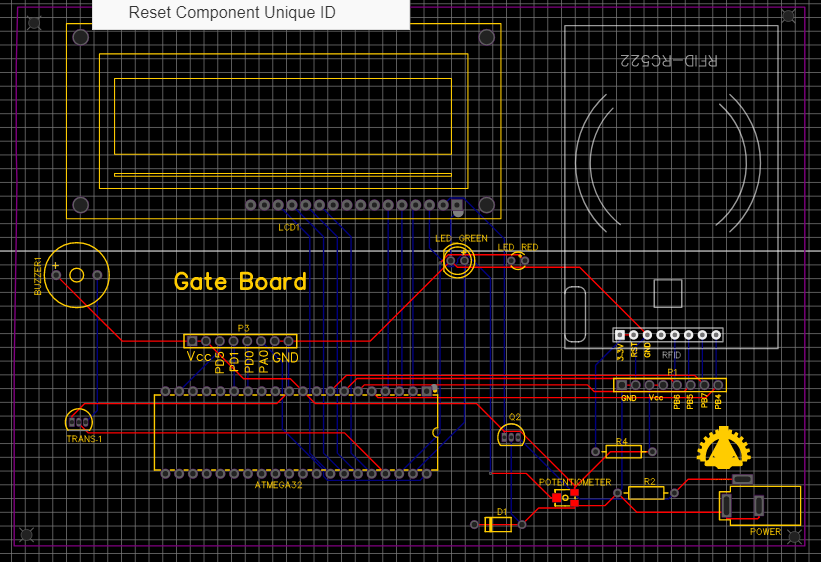 Reset Component Unique ID
RFID-RC522
LCD1
LED_GREEN
LED_RED
BUZZER1
+
+
Gate Board
P3
Vcc
PD5
PD1
PD0
PA0
GND
3.3V
RST
GND
RFID
P1
GND
Vcc
PB6
PB5
PB7
PB4
TRANS-1
Q2
R4
ATMEGA32
POTENTIOMETER
R2
D1
POWER